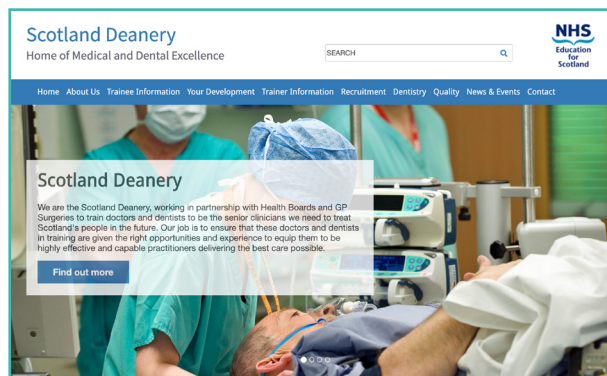 Scotland Deanery
Home of Medical and Dental Excellence
SEARCH
NHS
Education
for
Scotland
Home About Us Trainee Information Your Development Trainer Information Recruitment Dentistry Quality News & Events Contact
Scotland Deanery
We are the Scotland Deanery, working in partnership with Health Boards and GP
Surgeries to train doctors and dentists to be the senior clinicians we need to treat
Scotland's people in the future. Our job is to ensure that these doctors and dentists
in training are given the right opportunities and experience to equip them to be
highly effective and capable practitioners delivering the best care possible.
Find out more